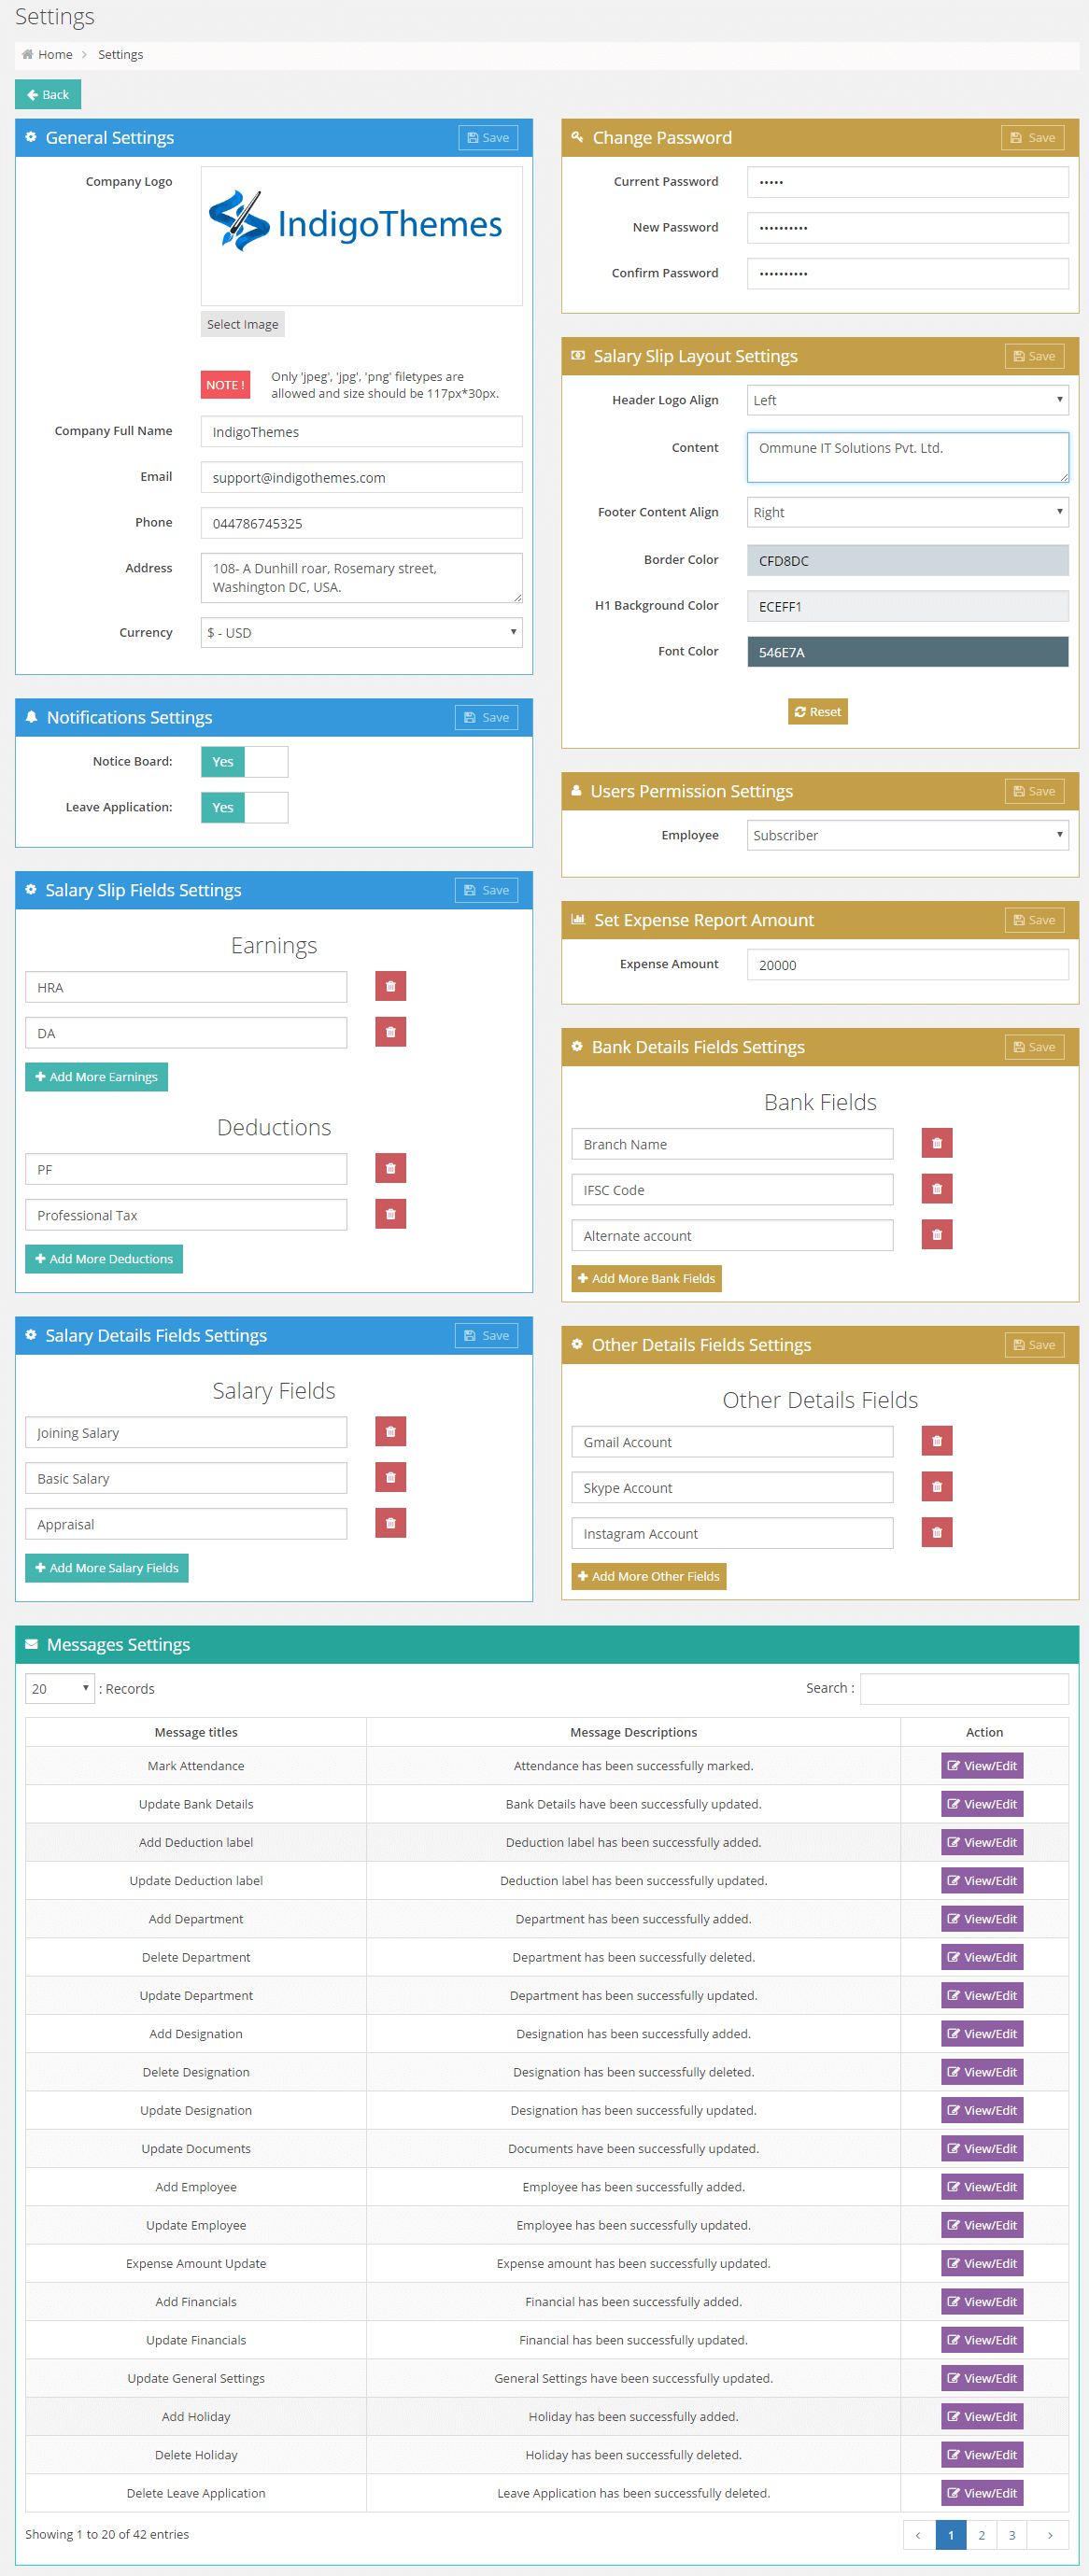 Settings
Home > Settings
Back
General Settings
Save
Company Logo
IndigoThemes
Select Image
NOTE !
Only 'jpeg', 'jpg', 'png' filetypes are
allowed and size should be 117px*30px.
Company Full Name
IndigoThemes
Email
support@indigothemes.com
Phone
044786745325
Address
108- A Dunhill roar, Rosemary street,
Washington DC, USA.
Currency
$ - USD
Notifications Settings
Save
Notice Board:
Yes
Leave Application:
Yes
Salary Slip Fields Settings
Save
Earnings
HRA
DA
Add More Earnings
Deductions
PF
Professional Tax
Add More Deductions
Salary Details Fields Settings
Save
Salary Fields
Joining Salary
Basic Salary
Appraisal
Add More Salary Fields
Change Password
Save
Current Password
•••••
New Password
••••••••••
Confirm Password
••••••••••
Salary Slip Layout Settings
Save
Header Logo Align
Left
Content
Ommune IT Solutions Pvt. Ltd.
Footer Content Align
Right
Border Color
CFD8DC
H1 Background Color
ECEFF1
Font Color
546E7A
Reset
Users Permission Settings
Save
Employee
Subscriber
Set Expense Report Amount
Save
Expense Amount
20000
Bank Details Fields Settings
Save
Bank Fields
Branch Name
IFSC Code
Alternate account
Add More Bank Fields
Other Details Fields Settings
Save
Other Details Fields
Gmail Account
Skype Account
Instagram Account
Add More Other Fields
Messages Settings
20 : Records
Search :
Message titles Message Descriptions Action
Mark Attendance Attendance has been successfully marked. View/Edit
Update Bank Details Bank Details have been successfully updated. View/Edit
Add Deduction label Deduction label has been successfully added. View/Edit
Update Deduction label Deduction label has been successfully updated. View/Edit
Add Department Department has been successfully added. View/Edit
Delete Department Department has been successfully deleted. View/Edit
Update Department Department has been successfully updated. View/Edit
Add Designation Designation has been successfully added. View/Edit
Delete Designation Designation has been successfully deleted. View/Edit
Update Designation Designation has been successfully updated. View/Edit
Update Documents Documents have been successfully updated. View/Edit
Add Employee Employee has been successfully added. View/Edit
Update Employee Employee has been successfully updated. View/Edit
Expense Amount Update Expense amount has been successfully updated. View/Edit
Add Financials Financial has been successfully added. View/Edit
Update Financials Financial has been successfully updated. View/Edit
Update General Settings General Settings have been successfully updated. View/Edit
Add Holiday Holiday has been successfully added. View/Edit
Delete Holiday Holiday has been successfully deleted. View/Edit
Delete Leave Application Leave Application has been successfully deleted. View/Edit
Showing 1 to 20 of 42 entries
< 1 2 3 >